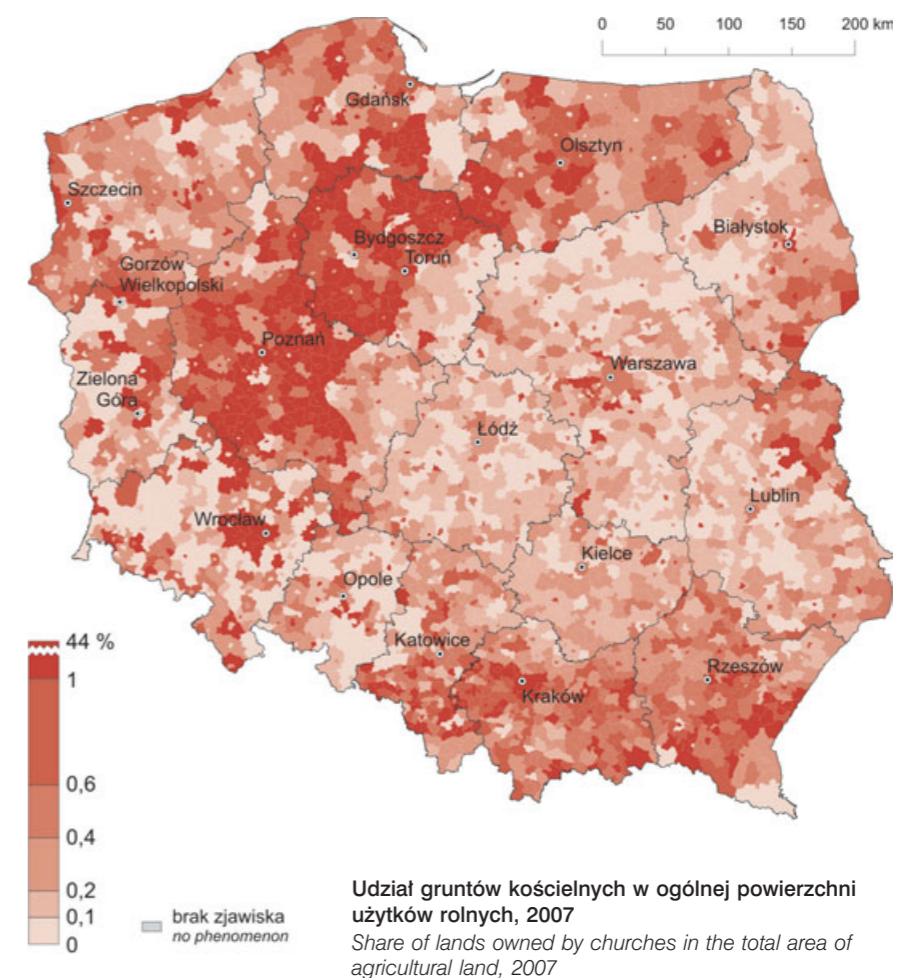 0 50 100 150 200 km
Gdańsk
Olsztyn
Szczecin
Białystok
Bydgoszcz
Toruń
Gorzów
Wielkopolski
Poznań
Warszawa
Zielona
Góra
Łódź
Lublin
Wrocław
Kielce
Opole
Katowice
Rzeszów
Kraków
44 %
1
0,6
0,4
0,2
0,1
0
brak zjawiska
no phenomenon
Udział gruntów kościelnych w ogólnej powierzchni
użytków rolnych, 2007
Share of lands owned by churches in the total area of
agricultural land, 2007